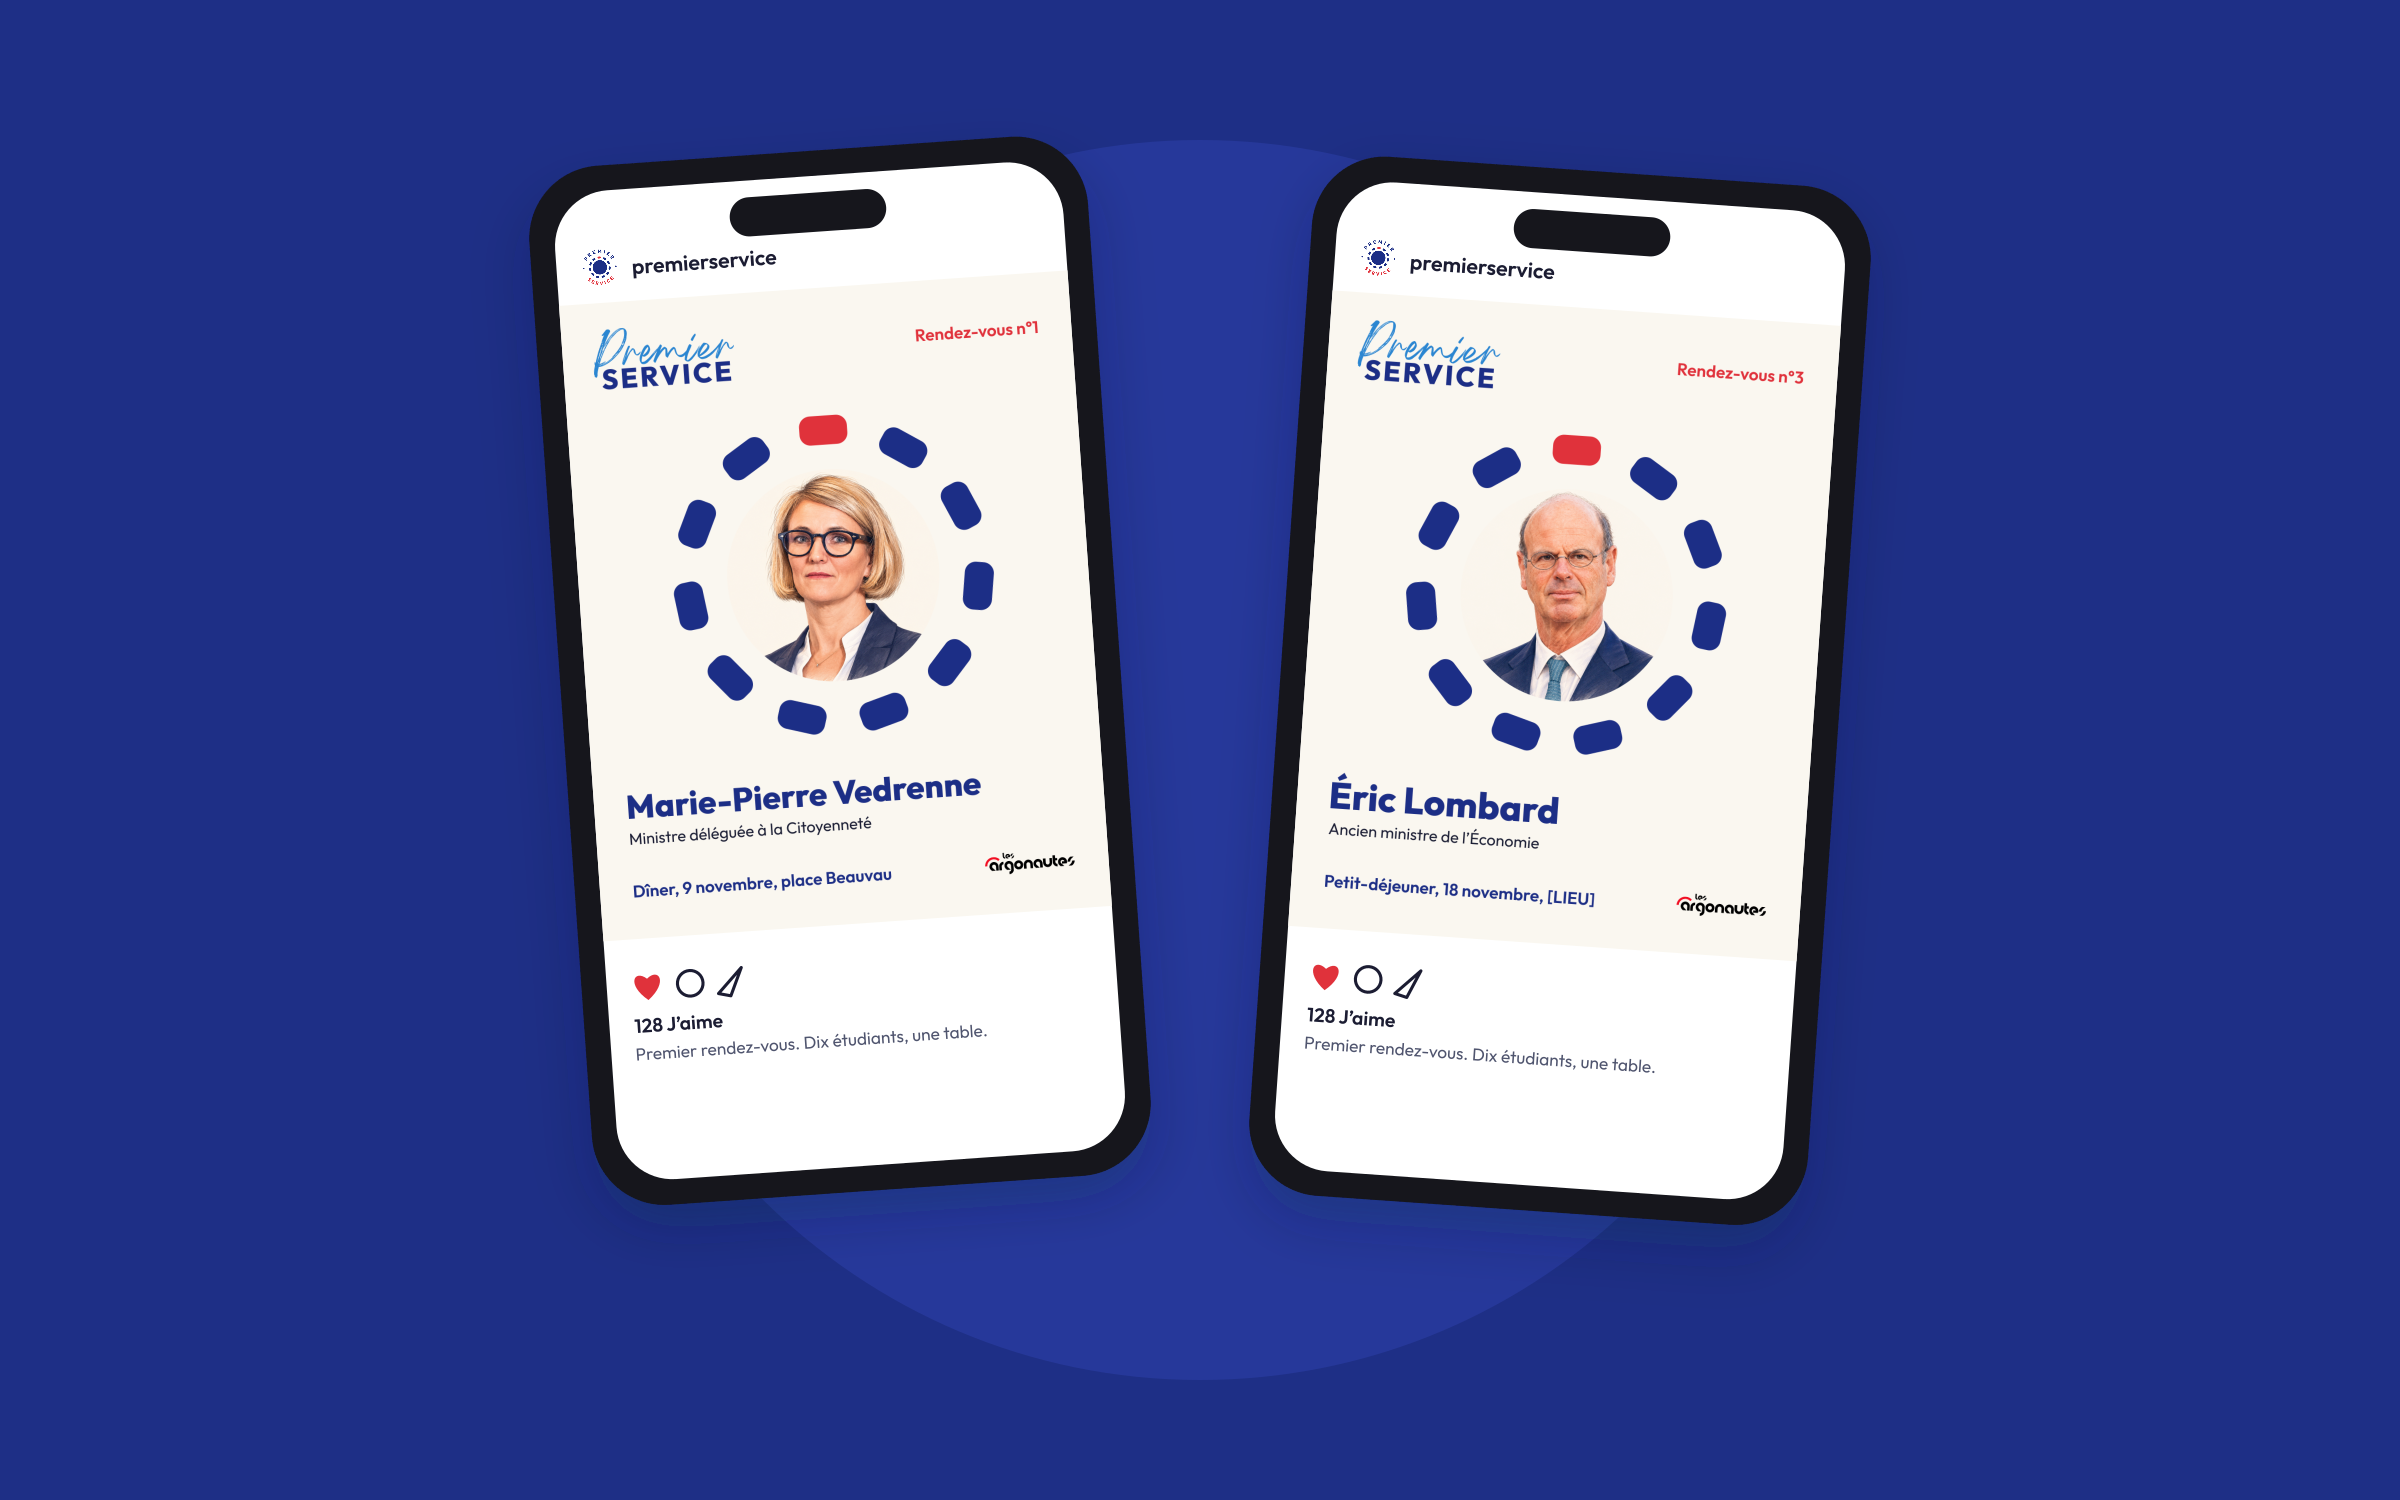 premierservice
Premier
SERVICE
Rendez-vous n°1
Marie-Pierre Vedrenne
Ministre déléguée à la Citoyenneté
Dîner, 9 novembre, place Beauvau
les
argonautes
128 J’aime
Premier rendez-vous. Dix étudiants, une table.
premierservice
Premier
SERVICE
Rendez-vous n°3
Éric Lombard
Ancien ministre de l’Économie
Petit-déjeuner, 18 novembre, [LIEU]
les
argonautes
128 J’aime
Premier rendez-vous. Dix étudiants, une table.